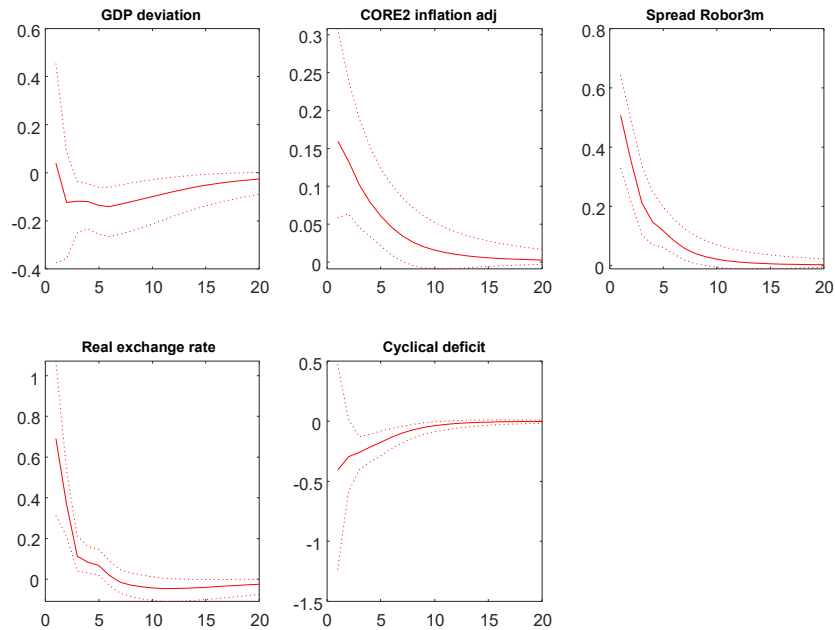 GDP deviation
0.6
0.4
0.2
0
-0.2
-0.4
0 5 10 15 20
CORE2 inflation adj
0.3
0.25
0.2
0.15
0.1
0.05
0
0 5 10 15 20
Spread Robor3m
0.8
0.6
0.4
0.2
0
0 5 10 15 20
Real exchange rate
1
0.8
0.6
0.4
0.2
0
0 5 10 15 20
Cyclical deficit
0.5
0
-0.5
-1
-1.5
0 5 10 15 20